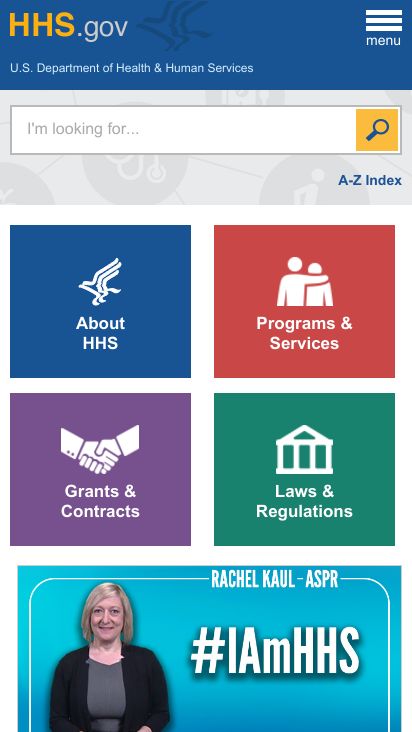 HHS.gov
menu
U.S. Department of Health & Human Services
I'm looking for...
A-Z Index
About
HHS
Programs &
Services
Grants &
Contracts
Laws &
Regulations
RACHEL KAUL - ASPR
#IAmHHS